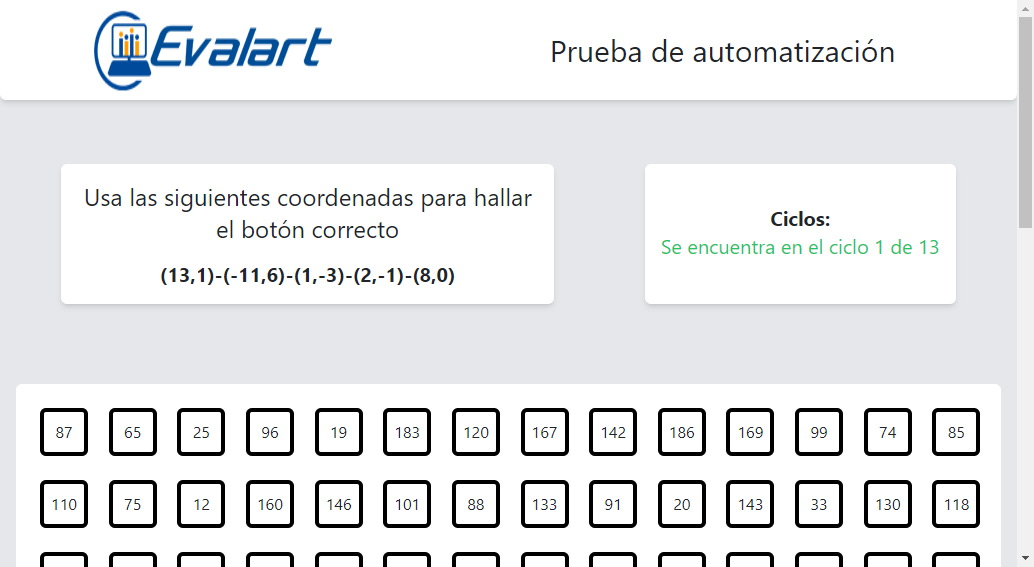 Evalart
Prueba de automatización
Usa las siguientes coordenadas para hallar
el botón correcto
(13,1)-(-11,6)-(1,-3)-(2,-1)-(8,0)
Ciclos:
Se encuentra en el ciclo 1 de 13
87 65 25 96 19 183 120 167 142 186 169 99 74 85
110 75 12 160 146 101 88 133 91 20 143 33 130 118